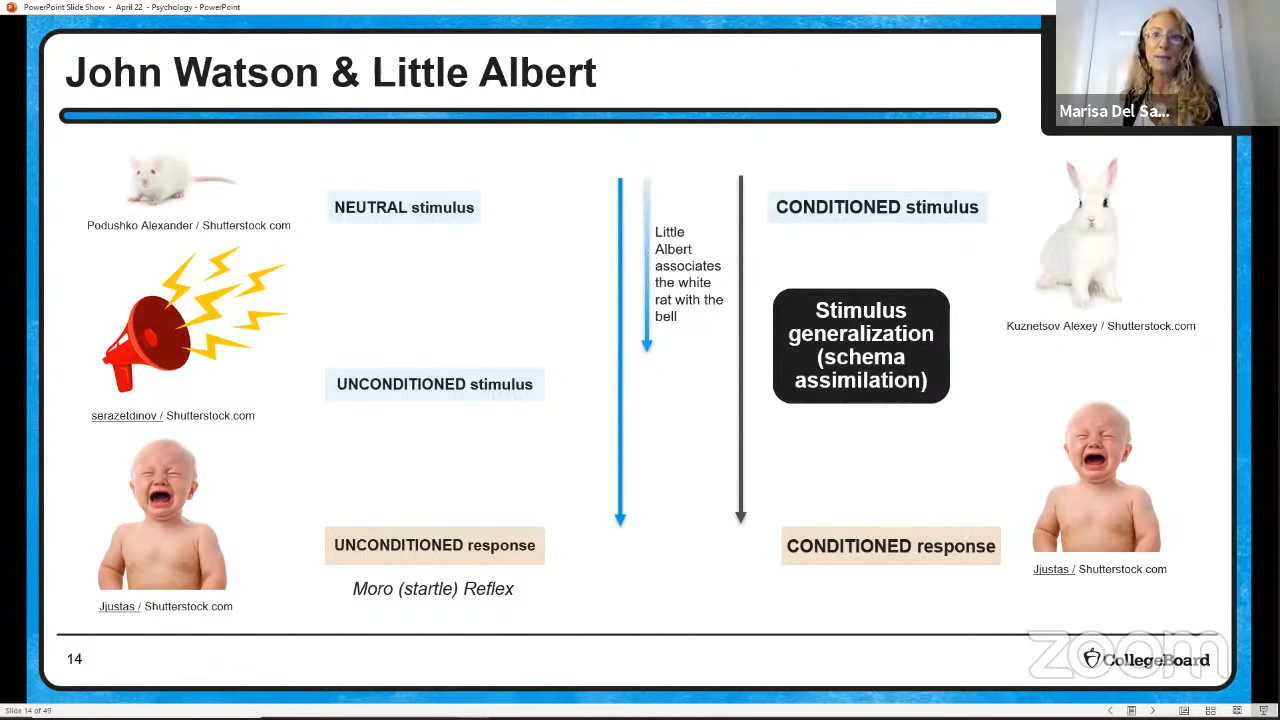 PowerPoint Slide Show - April 22 - Psychology - PowerPoint
John Watson & Little Albert
Marisa Del Sa...
Podushko Alexander / Shutterstock.com
NEUTRAL stimulus
serazetdinov / Shutterstock.com
UNCONDITIONED stimulus
Jjustas / Shutterstock.com
UNCONDITIONED response
Moro (startle) Reflex
Little
Albert
associates
the white
rat with the
bell
CONDITIONED stimulus
Kuznetsov Alexey / Shutterstock.com
Stimulus
generalization
(schema
assimilation)
CONDITIONED response
Jjustas / Shutterstock.com
14
zoom
CollegeBoard
Slide 14 of 49